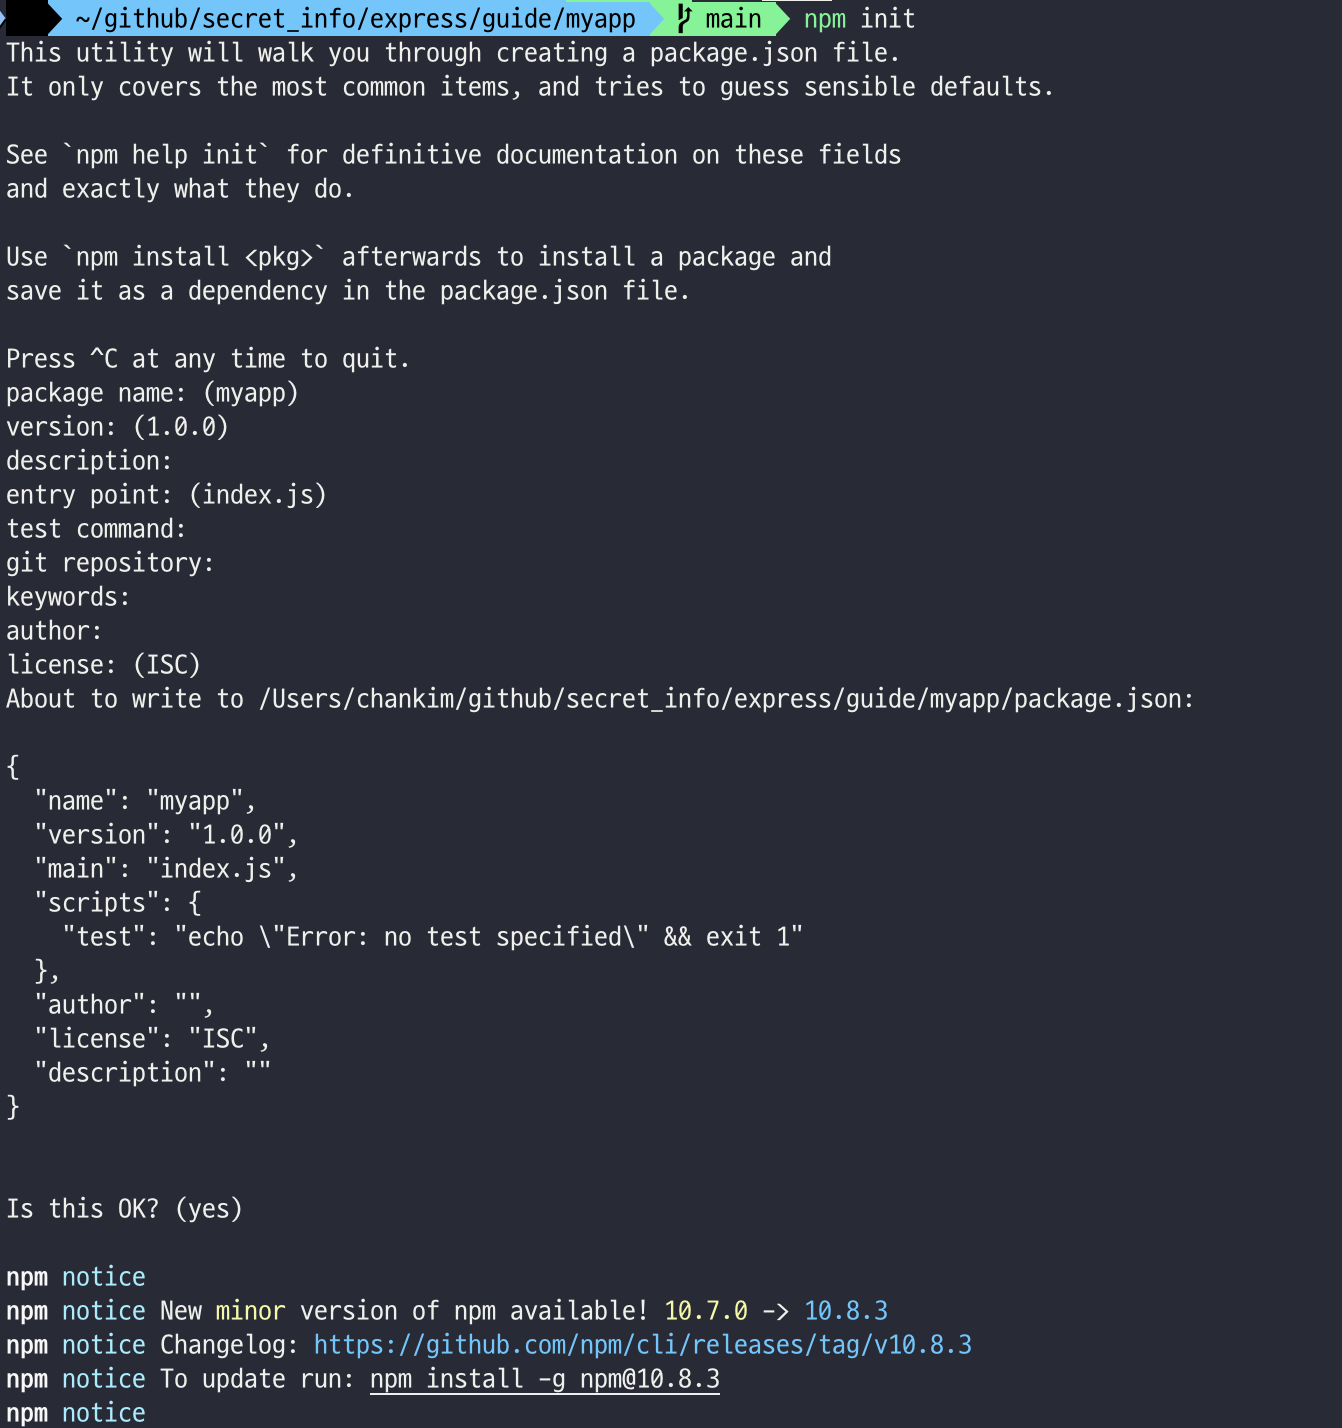 ~/github/secret_info/express/guide/myapp main npm init
This utility will walk you through creating a package.json file.
It only covers the most common items, and tries to guess sensible defaults.

See `npm help init` for definitive documentation on these fields
and exactly what they do.

Use `npm install <pkg>` afterwards to install a package and
save it as a dependency in the package.json file.

Press ^C at any time to quit.
package name: (myapp)
version: (1.0.0)
description:
entry point: (index.js)
test command:
git repository:
keywords:
author:
license: (ISC)
About to write to /Users/chankim/github/secret_info/express/guide/myapp/package.json:

{
  "name": "myapp",
  "version": "1.0.0",
  "main": "index.js",
  "scripts": {
    "test": "echo \"Error: no test specified\" && exit 1"
  },
  "author": "",
  "license": "ISC",
  "description": ""
}

Is this OK? (yes)

npm notice
npm notice New minor version of npm available! 10.7.0 -> 10.8.3
npm notice Changelog: https://github.com/npm/cli/releases/tag/v10.8.3
npm notice To update run: npm install -g npm@10.8.3
npm notice